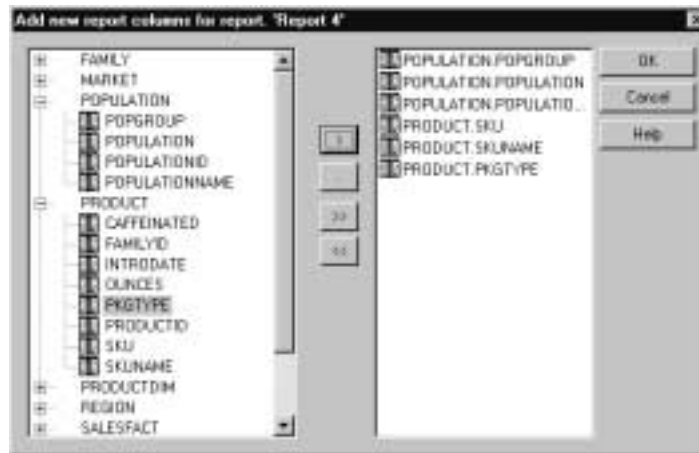 Add new report columns for report. 'Report 4'
FAMILY
MARKET
POPULATION
POPGROUP
POPULATION
POPULATIONID
POPULATIONNAME
PRODUCT
CAFFEINATED
FAMILYID
INTRODATE
OUNCES
PKGTYPE
PRODUCTID
SKU
SKUNAME
PRODUCTDIM
REGION
SALESFACT
>
<
>>
<<
POPULATION.POPGROUP
POPULATION.POPULATION
POPULATION.POPULATIO...
PRODUCT.SKU
PRODUCT.SKUNAME
PRODUCT.PKGTYPE
OK
Cancel
Help